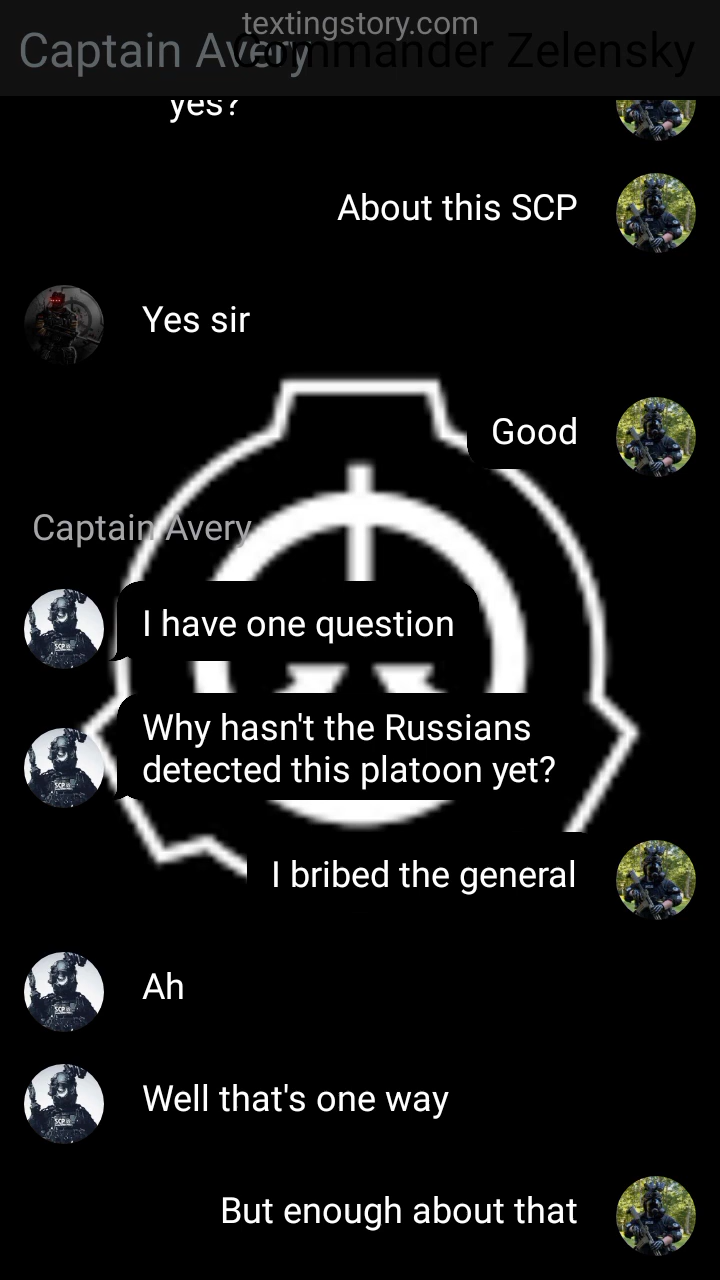 textingstory.com
Captain Avery
Commander Zelensky
yes?
About this SCP
Yes sir
Good
Captain Avery
I have one question
Why hasn't the Russians
detected this platoon yet?
I bribed the general
Ah
Well that's one way
But enough about that